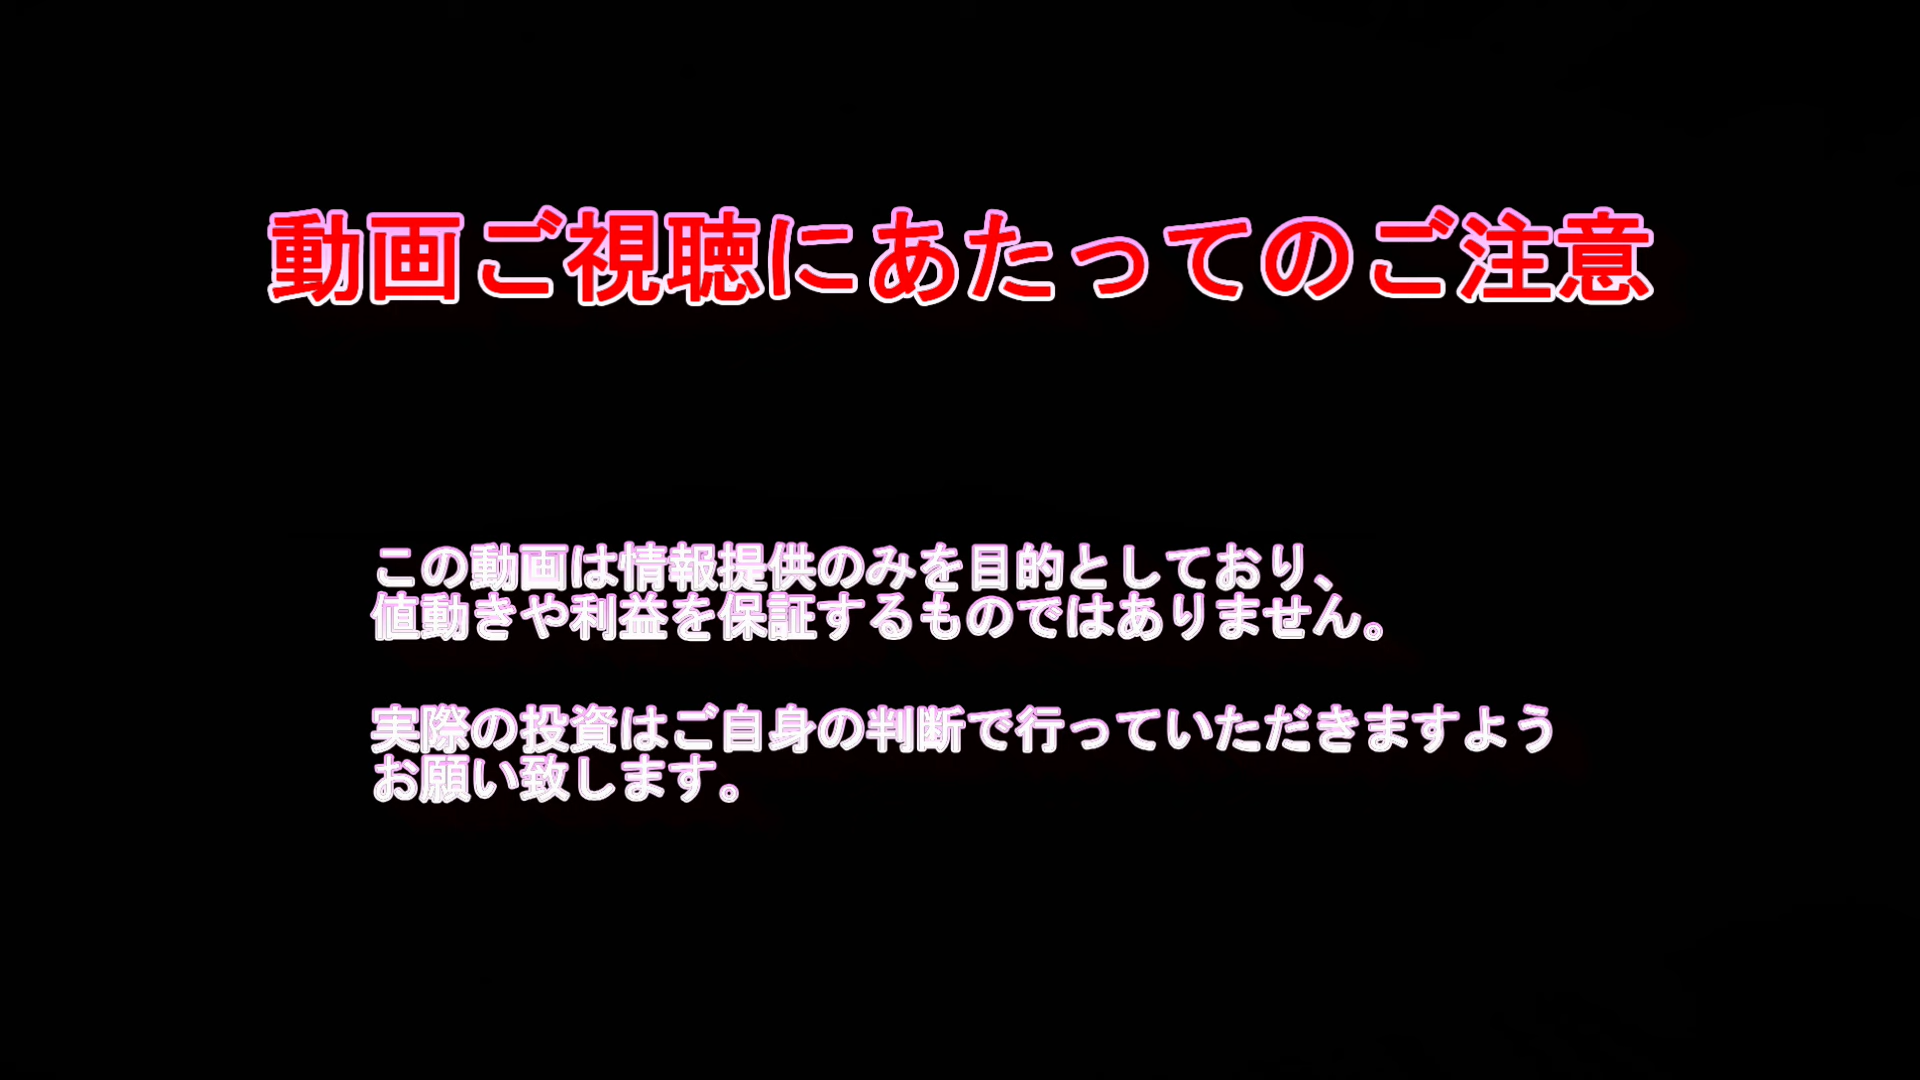 動画ご視聴にあたってのご注意
この動画は情報提供のみを目的としており、
値動きや利益を保証するものではありません。
実際の投資はご自身の判断で行っていただきますよう
お願い致します。